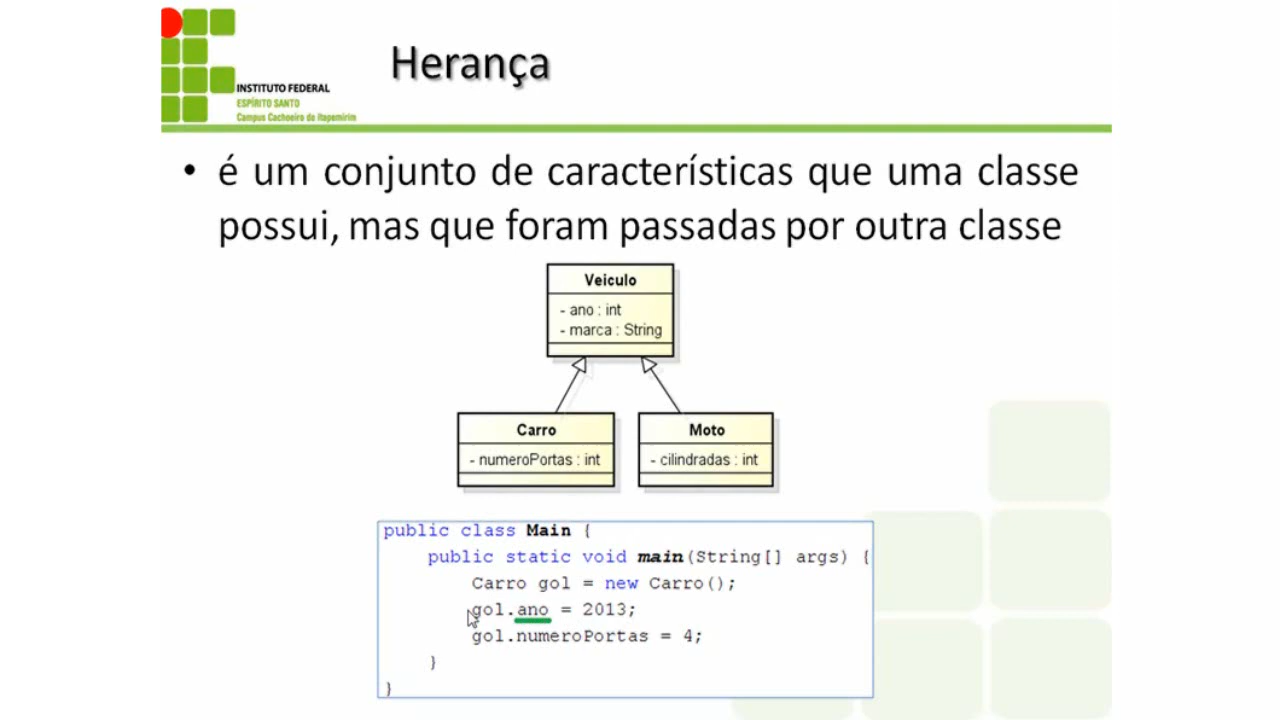 INSTITUTO FEDERAL
ESPÍRITO SANTO
Campus Cachoeiro do Itapemirim
Herança
• é um conjunto de características que uma classe
possui, mas que foram passadas por outra classe
Veiculo
- ano : int
- marca : String
Carro
- numeroPortas : int
Moto
- cilindradas : int
public class Main {
public static void main(String[] args) {
Carro gol = new Carro();
gol.ano = 2013;
gol.numeroPortas = 4;
}
}